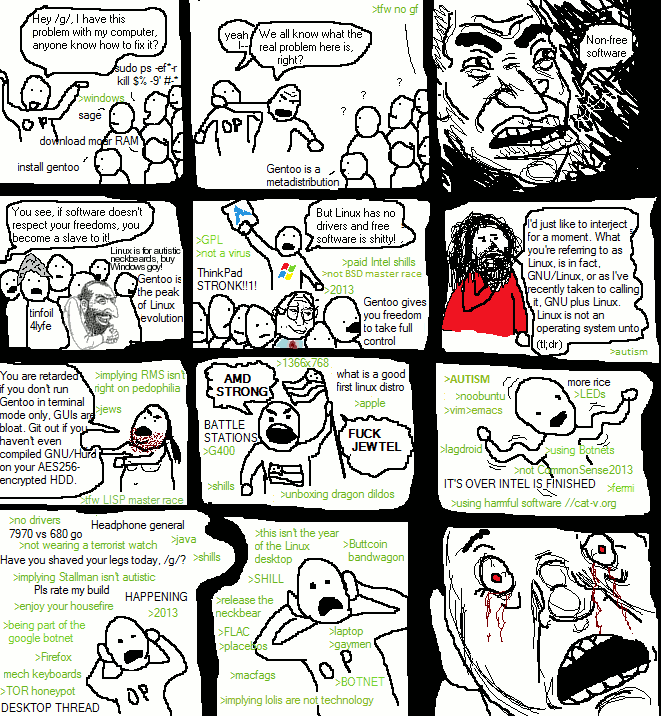 Hey /g/, I have this
problem with my computer,
anyone know how to fix it?
sudo ps -ef*-r
kill $% -9' #-*
>windows
sage
download moar RAM
install gentoo
OP
>tfw no gf
yeah
I--
We all know what the
real problem here is,
right?
?
?
?
OP
Gentoo is a
metadistribution
Non-free
software
You see, if software doesn't
respect your freedoms, you
become a slave to it!
Linux is for autistic
neckbeards, buy
Windows goy!
Gentoo is
the peak
of Linux
evolution
tinfoil
4lyfe
But Linux has no
drivers and free
software is shitty!
>GPL
>not a virus
ThinkPad
STRONK!!1!
>paid Intel shills
>not BSD master race
>2013
Gentoo gives
you freedom
to take full
control
I'd just like to interject
for a moment. What
you're referring to as
Linux, is in fact,
GNU/Linux, or as I've
recently taken to calling
it, GNU plus Linux.
Linux is not an
operating system unto
(tl;dr)
>autism
You are retarded
if you don't run
Gentoo in terminal
mode only, GUIs are
bloat. Git out if you
haven't even
compiled GNU/Hurd
on your AES256-
encrypted HDD.
>implying RMS isn't
right on pedophilia
>jews
>tfw LISP master race
>1366x768
AMD
STRONG
what is a good
first linux distro
>apple
BATTLE
STATIONS
>G400
FUCK
JEWTEL
>shills
>unboxing dragon dildos
>AUTISM
>noobuntu
>vim>emacs
more rice
>LEDs
>lagdroid
>using Botnets
>not CommonSense2013
IT'S OVER INTEL IS FINISHED
>fermi
>using harmful software //cat-v.org
>no drivers
7970 vs 680 go
Headphone general
>not wearing a terrorist watch
>java
Have you shaved your legs today, /g/?
>shills
>implying Stallman isn't autistic
Pls rate my build
>enjoy your housefire
HAPPENING
>2013
>being part of the
google botnet
>Firefox
mech keyboards
>TOR honeypot
DESKTOP THREAD
OP
>this isn't the year
of the Linux
desktop
>Buttcoin
bandwagon
>SHILL
>release the
neckbear
>FLAC
>placebos
>laptop
>gaymen
>macfags
>BOTNET
>implying lolis are not technology
OP